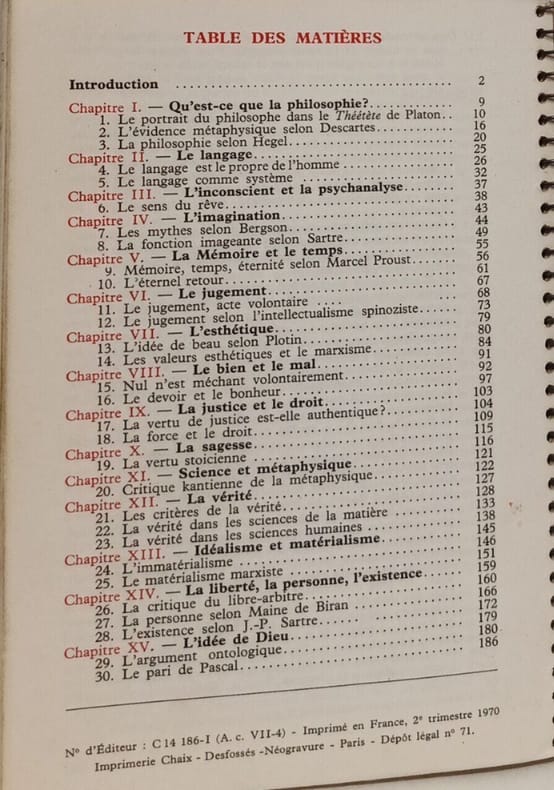 TABLE DES MATIÈRES
Introduction .......... 2
Chapitre I. — Qu'est-ce que la philosophie? .......... 9
1. Le portrait du philosophe dans le Théétète de Platon .. 10
2. L'évidence métaphysique selon Descartes .......... 16
3. La philosophie selon Hegel .......... 20
Chapitre II. — Le langage .......... 25
4. Le langage est le propre de l'homme .......... 26
5. Le langage comme système .......... 32
Chapitre III. — L'inconscient et la psychanalyse .......... 37
6. Le sens du rêve .......... 38
Chapitre IV. — L'imagination .......... 43
7. Les mythes selon Bergson .......... 44
8. La fonction imageante selon Sartre .......... 49
Chapitre V. — La Mémoire et le temps .......... 55
9. Mémoire, temps, éternité selon Marcel Proust .......... 56
10. L'éternel retour .......... 61
Chapitre VI. — Le jugement .......... 67
11. Le jugement, acte volontaire .... 68
12. Le jugement selon l'intellectualisme spinoziste ...... 73
Chapitre VII. — L'esthétique .......... 79
13. L'idée de beau selon Plotin .......... 80
14. Les valeurs esthétiques et le marxisme .......... 84
Chapitre VIII. — Le bien et le mal .......... 91
15. Nul n'est méchant volontairement .......... 92
16. Le devoir et le bonheur .......... 97
Chapitre IX. — La justice et le droit .......... 103
17. La vertu de justice est-elle authentique? .......... 104
18. La force et le droit .......... 109
Chapitre X. — La sagesse .......... 115
19. La vertu stoïcienne .......... 116
Chapitre XI. — Science et métaphysique .......... 121
20. Critique kantienne de la métaphysique .......... 122
Chapitre XII. — La vérité .......... 127
21. Les critères de la vérité .......... 128
22. La vérité dans les sciences de la matière .......... 133
23. La vérité dans les sciences humaines .......... 138
Chapitre XIII. — Idéalisme et matérialisme .......... 145
24. L'immatérialisme .......... 146
25. Le matérialisme marxiste .......... 151
Chapitre XIV. — La liberté, la personne, l'existence ...... 159
26. La critique du libre-arbitre .......... 160
27. La personne selon Maine de Biran .......... 166
28. L'existence selon J.-P. Sartre .......... 172
Chapitre XV. — L'idée de Dieu .......... 179
29. L'argument ontologique .......... 180
30. Le pari de Pascal .......... 186
N° d'Éditeur : C 14 186-I (A. c. VII-4) - Imprimé en France, 2e trimestre 1970
Imprimerie Chaix - Desfossés -Néogravure - Paris - Dépôt légal n° 71.